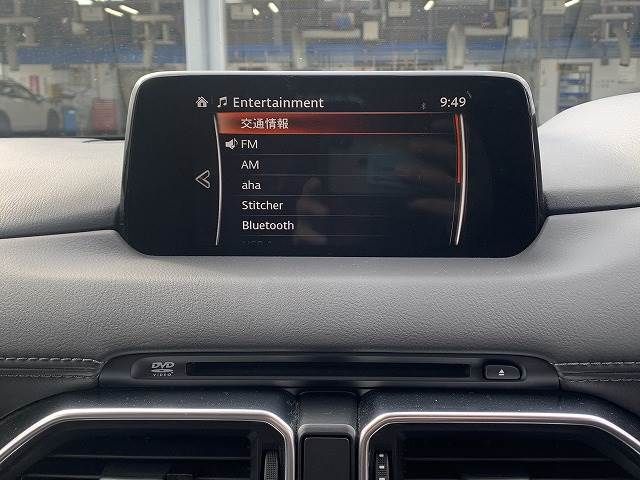 Entertainment
9:49
交通情報
FM
AM
aha
Stitcher
Bluetooth
DVD
VIDEO